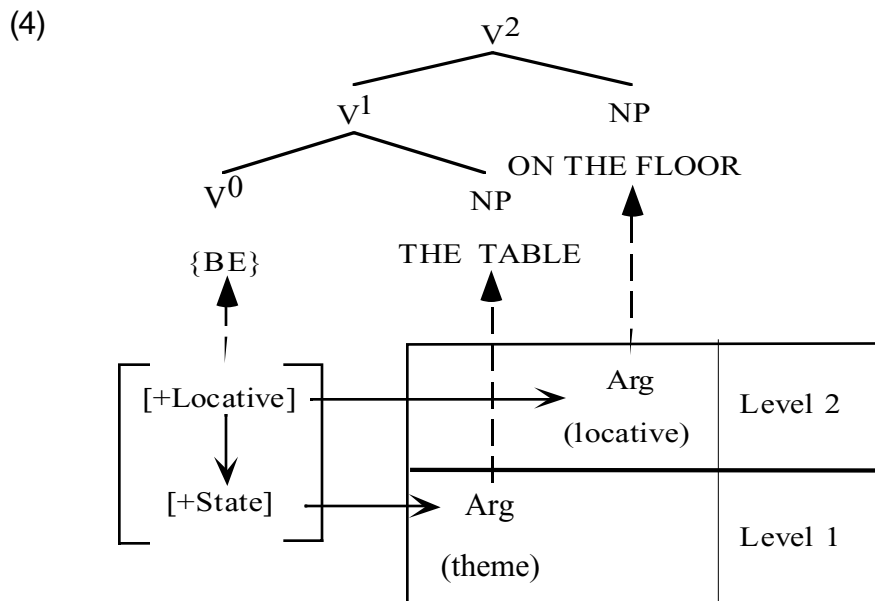 (4)
V²
V¹ NP
ON THE FLOOR
V⁰ NP
{BE} THE TABLE
[+Locative] Arg Level 2
(locative)
[+State] Arg Level 1
(theme)